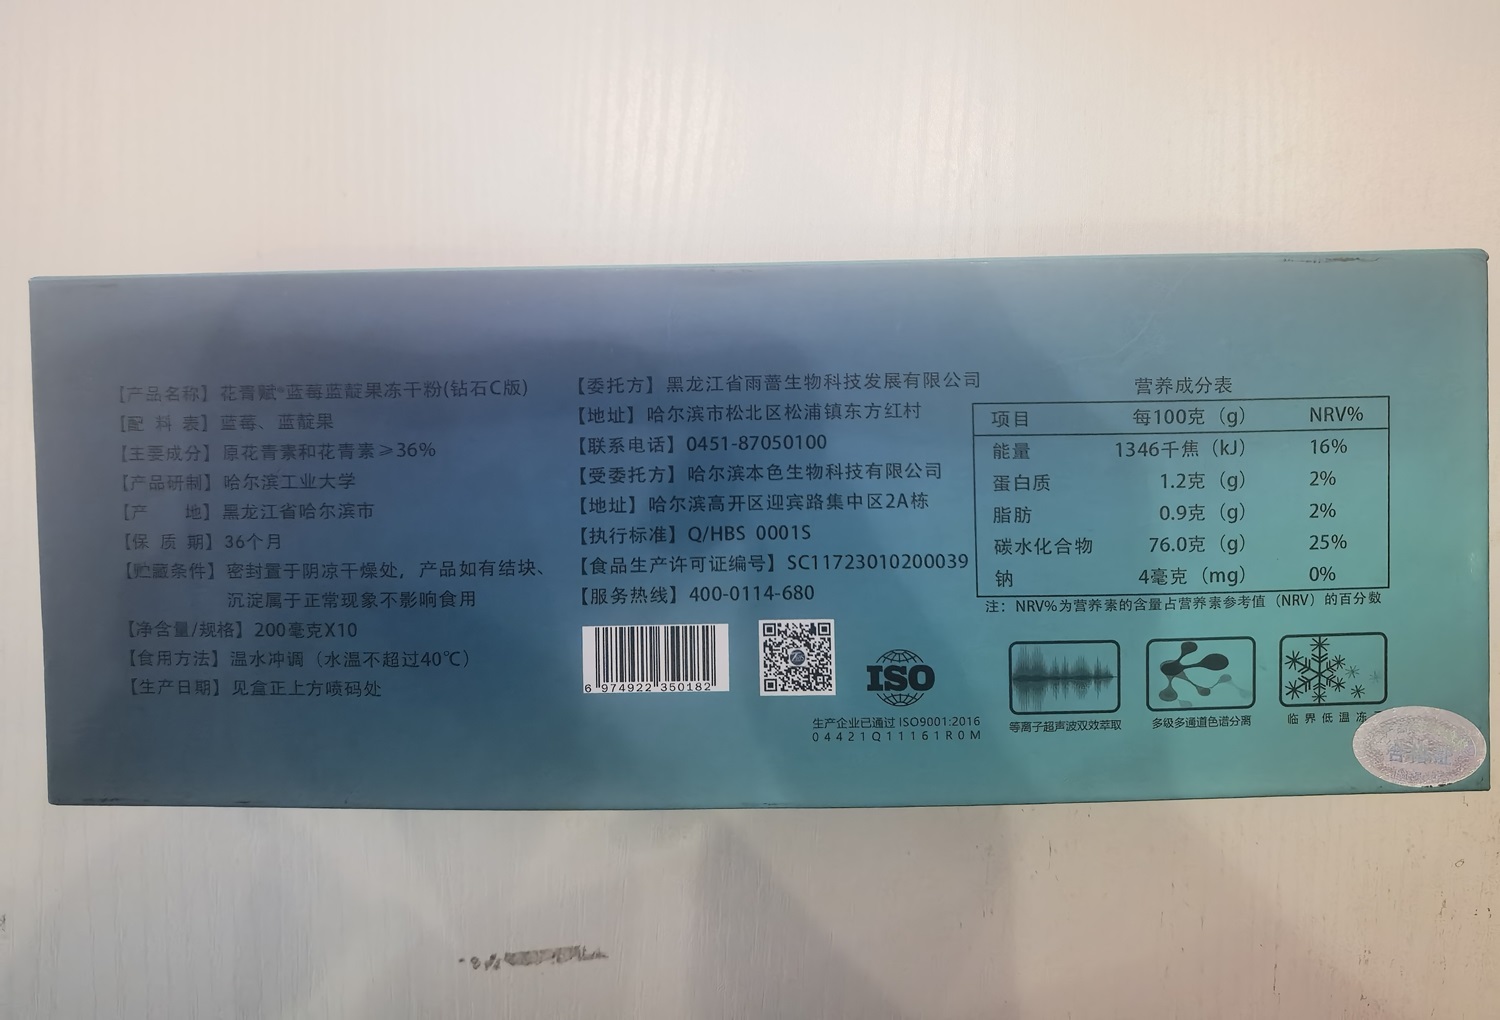 【产品名称】花青赋®蓝莓蓝靛果冻干粉(钻石C版)
【配 料 表】蓝莓、蓝靛果
【主要成分】原花青素和花青素≥36%
【产品研制】哈尔滨工业大学
【产 地】黑龙江省哈尔滨市
【保 质 期】36个月
【贮藏条件】密封置于阴凉干燥处，产品如有结块、
沉淀属于正常现象不影响食用
【净含量/规格】200毫克X10
【食用方法】温水冲调（水温不超过40℃）
【生产日期】见盒正上方喷码处
【委托方】黑龙江省雨蔷生物科技发展有限公司
【地址】哈尔滨市松北区松浦镇东方红村
【联系电话】0451-87050100
【受委托方】哈尔滨本色生物科技有限公司
【地址】哈尔滨高开区迎宾路集中区2A栋
【执行标准】Q/HBS 0001S
【食品生产许可证编号】SC11723010200039
【服务热线】400-0114-680
6 974922 350182
ISO
生产企业已通过 ISO9001:2016
04421Q11161R0M
营养成分表
项目 每100克（g） NRV%
能量 1346千焦（kJ） 16%
蛋白质 1.2克（g） 2%
脂肪 0.9克（g） 2%
碳水化合物 76.0克（g） 25%
钠 4毫克（mg） 0%
注：NRV%为营养素的含量占营养素参考值（NRV）的百分数
等离子超声波双效萃取
多级多通道色谱分离
临界低温冻